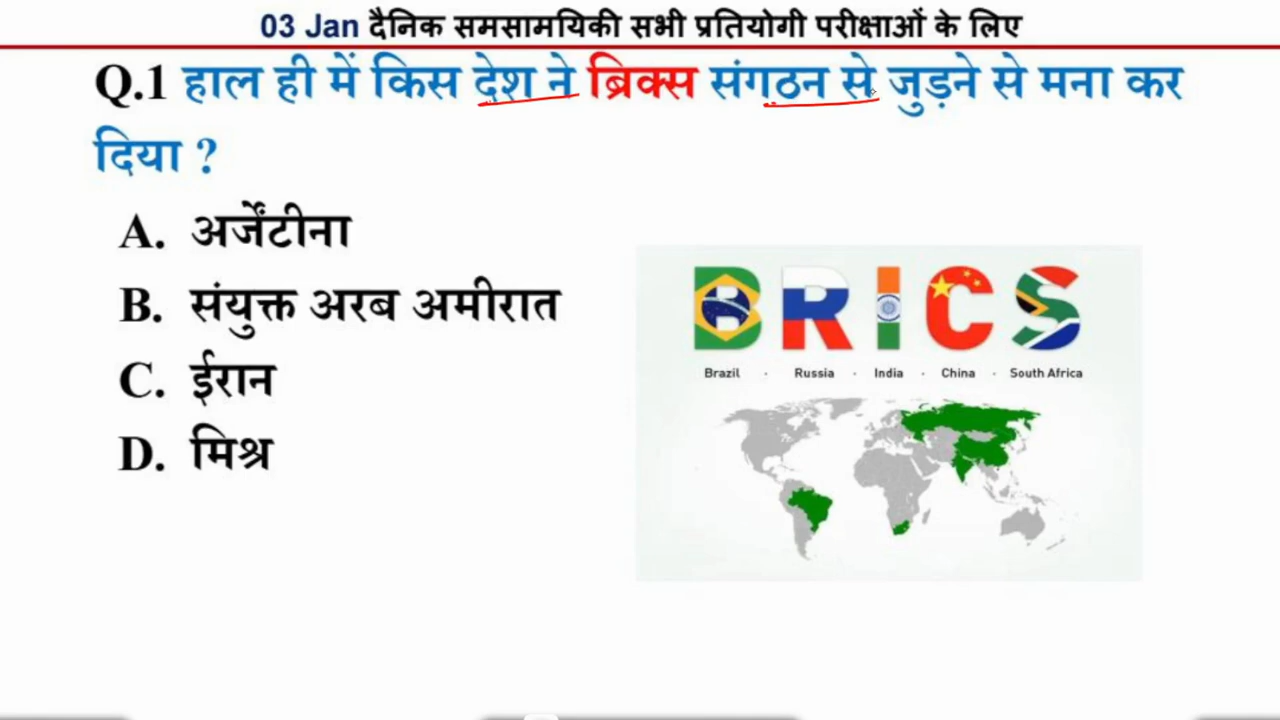 03 Jan दैनिक समसामयिकी सभी प्रतियोगी परीक्षाओं के लिए
Q.1 हाल ही में किस देश ने ब्रिक्स संगठन से जुड़ने से मना कर
दिया ?
A. अर्जेंटीना
B. संयुक्त अरब अमीरात
C. ईरान
D. मिश्र
BRICS
Brazil · Russia · India · China · South Africa